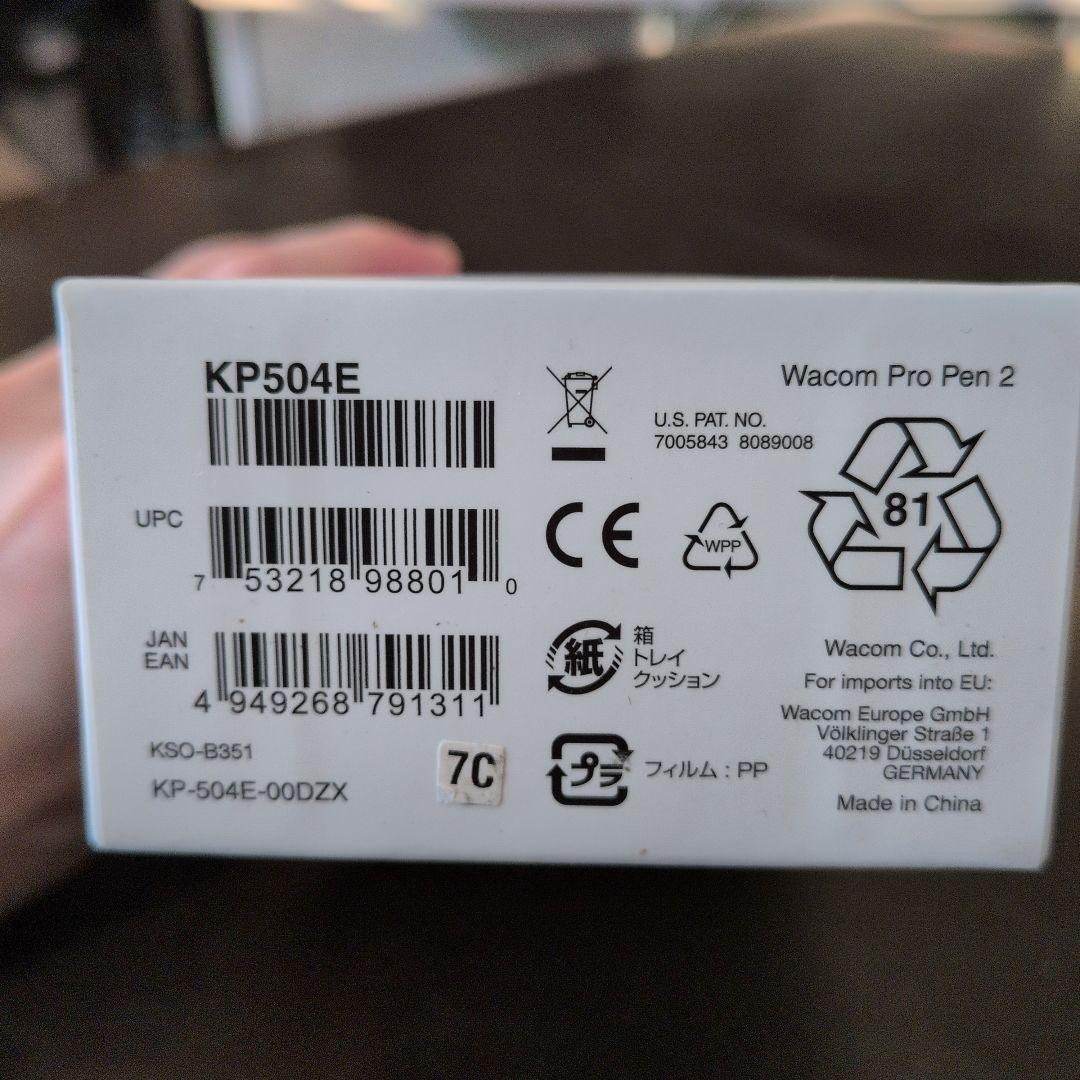 KP504E
UPC
7 53218 98801 0
JAN
EAN
4 949268 791311
KSO-B351
KP-504E-00DZX
7C
U.S. PAT. NO.
7005843 8089008
CE
WPP
紙
箱
トレイ
クッション
プラ
フィルム : PP
Wacom Pro Pen 2
81
Wacom Co., Ltd.
For imports into EU:
Wacom Europe GmbH
Völklinger Straße 1
40219 Düsseldorf
GERMANY
Made in China